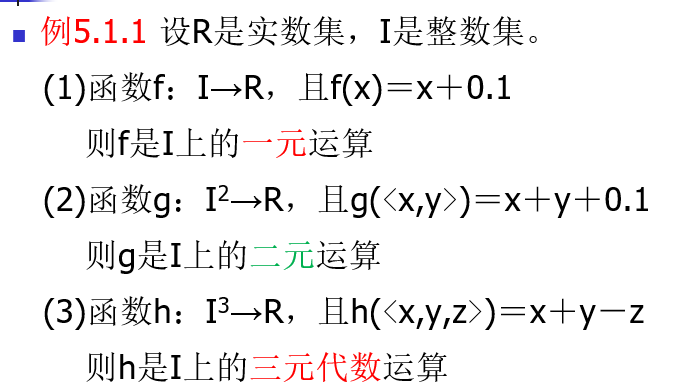 例5.1.1 设R是实数集，I是整数集。
(1)函数f：I→R，且f(x)＝x＋0.1
则f是I上的一元运算
(2)函数g：I²→R，且g(<x,y>)＝x＋y＋0.1
则g是I上的二元运算
(3)函数h：I³→R，且h(<x,y,z>)＝x＋y－z
则h是I上的三元代数运算